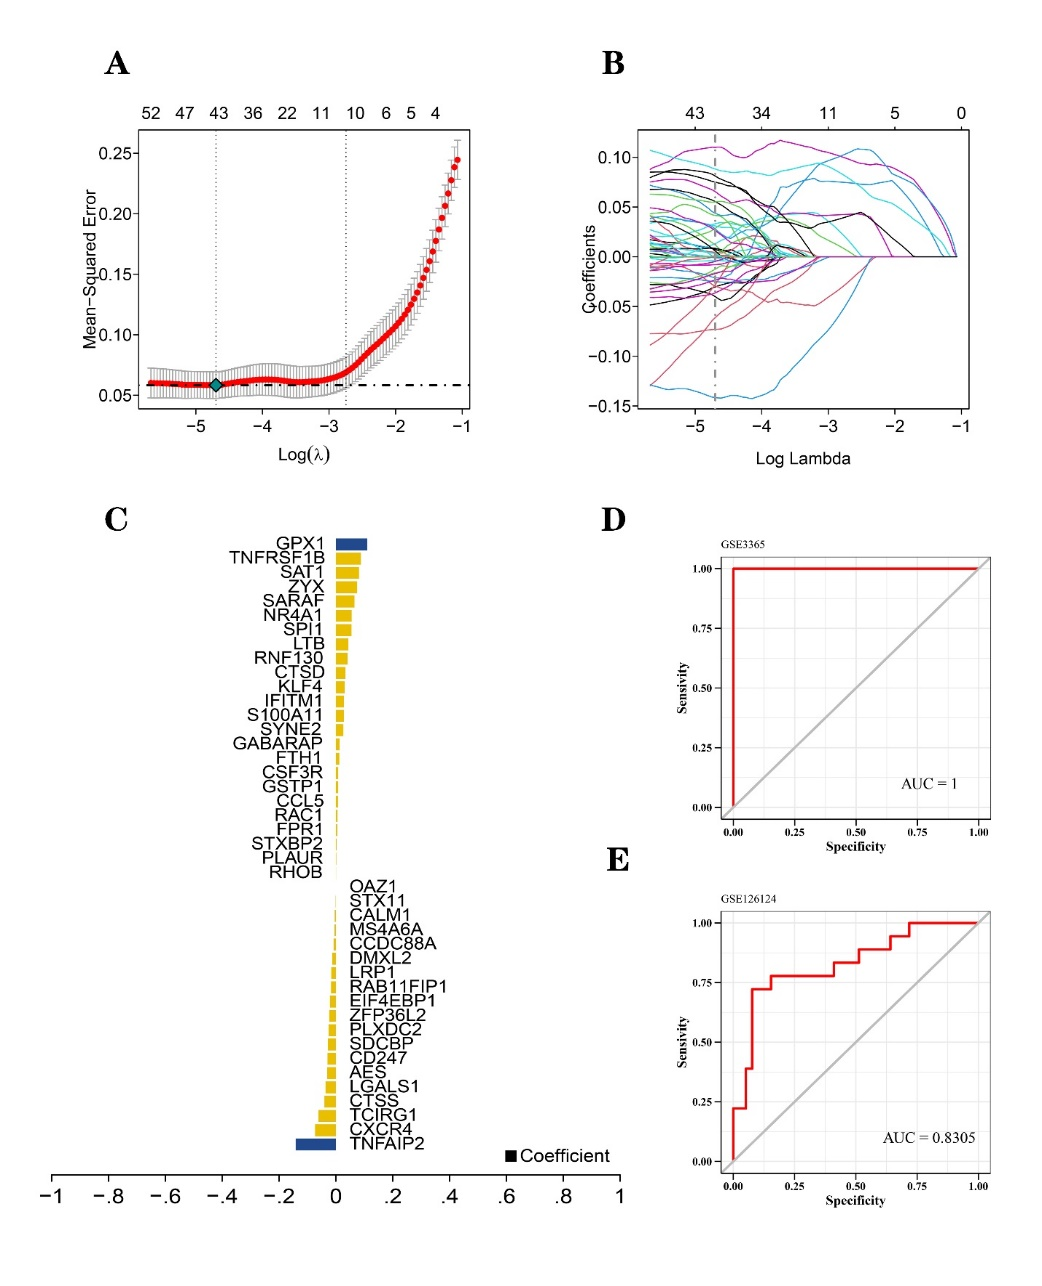 A
52 47 43 36 22 11 10 6 5 4
0.25
0.20
0.15
0.10
0.05
Mean−Squared Error
−5 −4 −3 −2 −1
Log(λ)
B
43 34 11 5 0
0.10
0.05
0.00
−0.05
−0.10
−0.15
Coefficients
−5 −4 −3 −2 −1
Log Lambda
C
GPX1
TNFRSF1B
SAT1
ZYX
SARAF
NR4A1
SPI1
LTB
RNF130
CTSD
KLF4
IFITM1
S100A11
SYNE2
GABARAP
FTH1
CSF3R
GSTP1
CCL5
RAC1
FPR1
STXBP2
PLAUR
RHOB
OAZ1
STX11
CALM1
MS4A6A
CCDC88A
DMXL2
LRP1
RAB11FIP1
EIF4EBP1
ZFP36L2
PLXDC2
SDCBP
CD247
AES
LGALS1
CTSS
TCIRG1
CXCR4
TNFAIP2
Coefficient
−1 −.8 −.6 −.4 −.2 0 .2 .4 .6 .8 1
D
GSE3365
1.00
0.75
0.50
0.25
0.00
Sensivity
AUC = 1
0.00 0.25 0.50 0.75 1.00
Specificity
E
GSE126124
1.00
0.75
0.50
0.25
0.00
Sensivity
AUC = 0.8305
0.00 0.25 0.50 0.75 1.00
Specificity